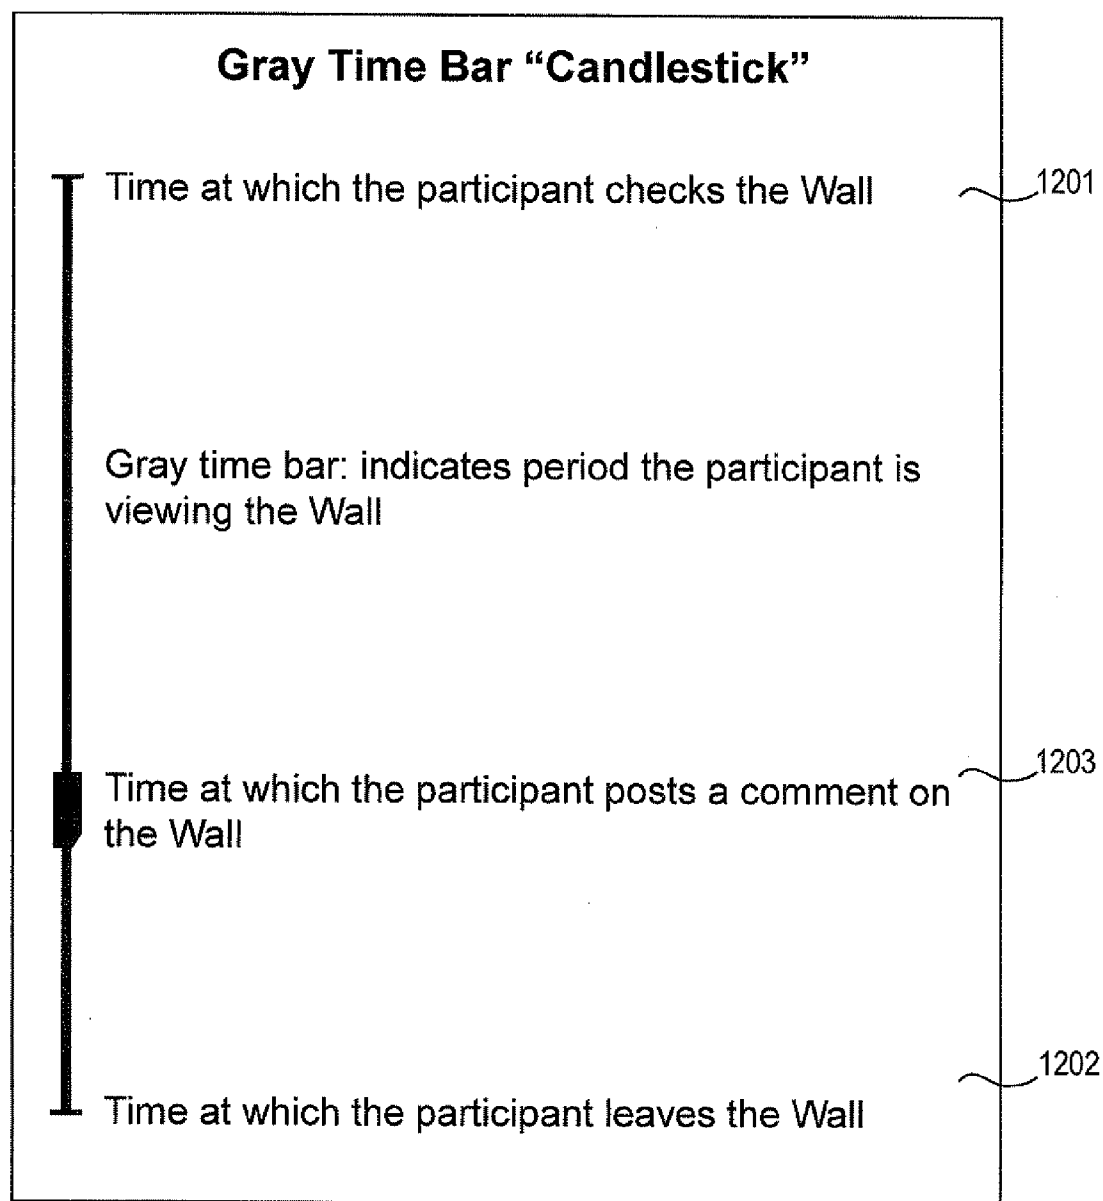 Gray Time Bar “Candlestick”
Time at which the participant checks the Wall
1201
Gray time bar: indicates period the participant is
viewing the Wall
1203
Time at which the participant posts a comment on
the Wall
1202
Time at which the participant leaves the Wall